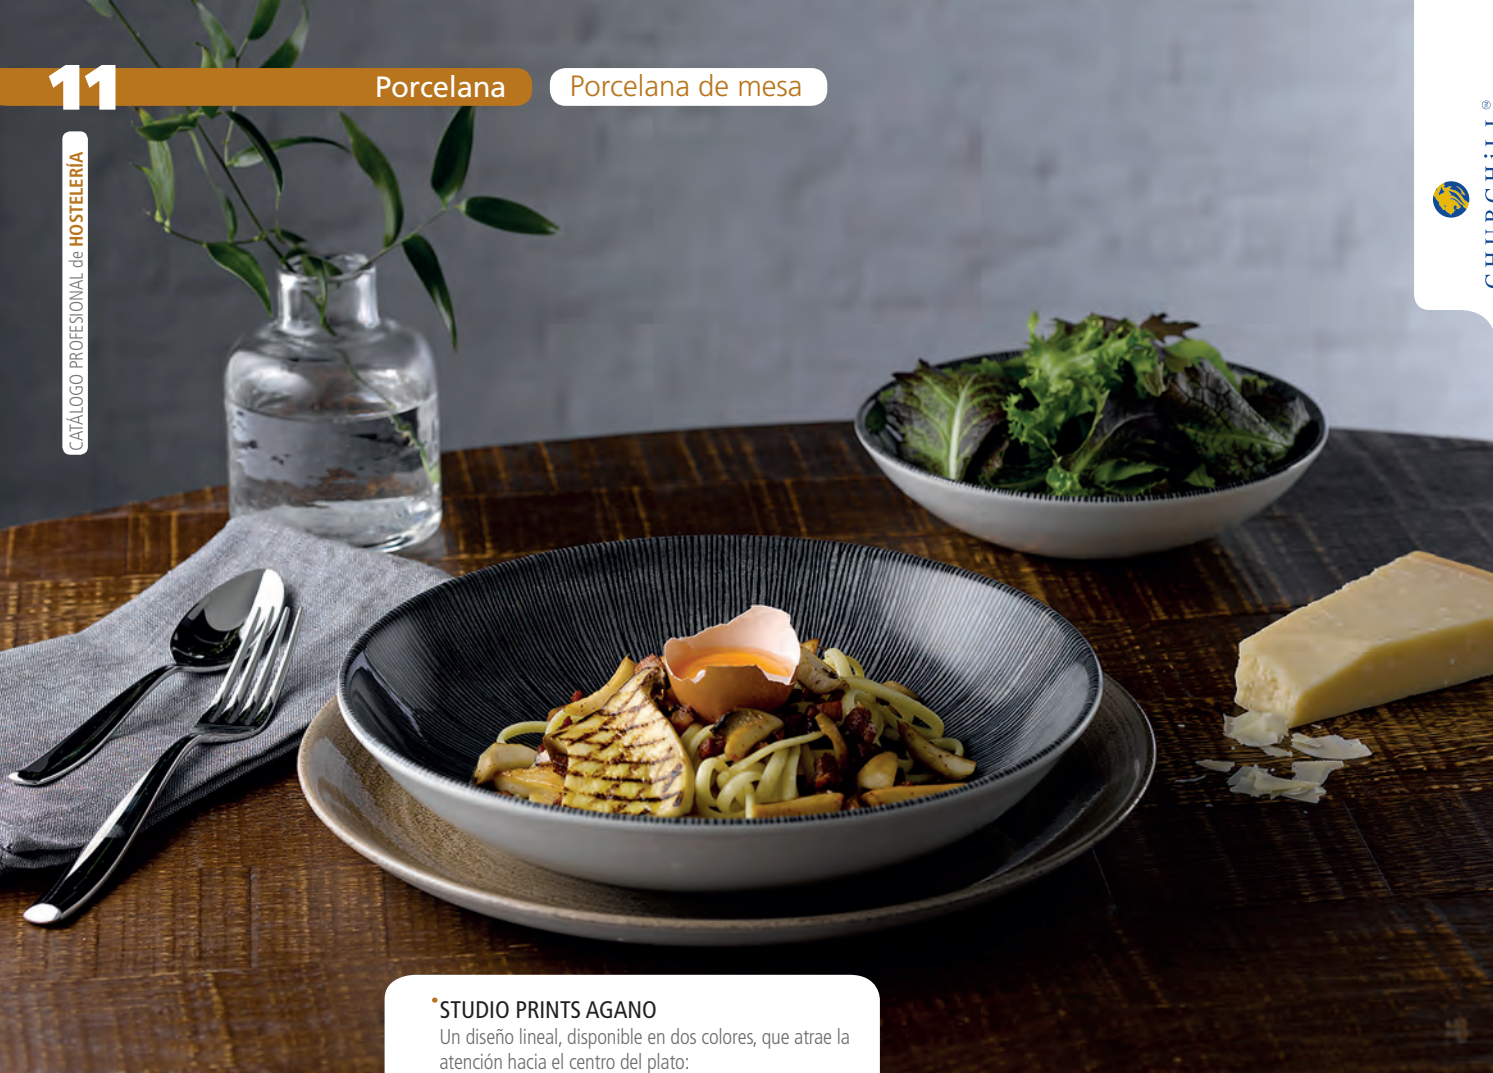 11
Porcelana
Porcelana de mesa
CATÁLOGO PROFESIONAL de HOSTELERÍA
CHURCHiLL®
STUDIO PRINTS AGANO
Un diseño lineal, disponible en dos colores, que atrae la
atención hacia el centro del plato: